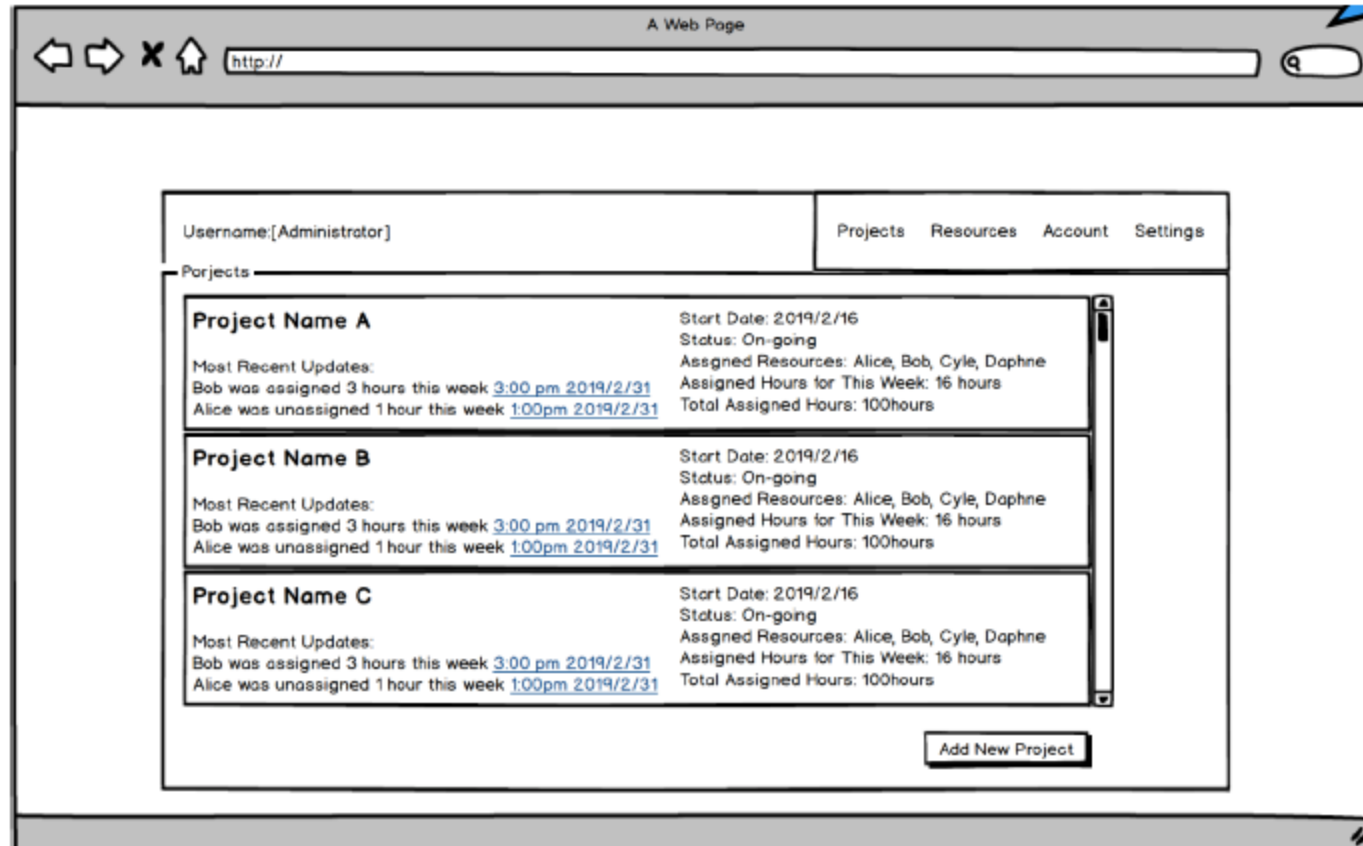 A Web Page
http://
Username:[Administrator]
Projects Resources Account Settings
Porjects
Project Name A
Most Recent Updates:
Bob was assigned 3 hours this week 3:00 pm 2019/2/31
Alice was unassigned 1 hour this week 1:00pm 2019/2/31
Start Date: 2019/2/16
Status: On-going
Assgned Resources: Alice, Bob, Cyle, Daphne
Assigned Hours for This Week: 16 hours
Total Assigned Hours: 100hours
Project Name B
Most Recent Updates:
Bob was assigned 3 hours this week 3:00 pm 2019/2/31
Alice was unassigned 1 hour this week 1:00pm 2019/2/31
Start Date: 2019/2/16
Status: On-going
Assgned Resources: Alice, Bob, Cyle, Daphne
Assigned Hours for This Week: 16 hours
Total Assigned Hours: 100hours
Project Name C
Most Recent Updates:
Bob was assigned 3 hours this week 3:00 pm 2019/2/31
Alice was unassigned 1 hour this week 1:00pm 2019/2/31
Start Date: 2019/2/16
Status: On-going
Assgned Resources: Alice, Bob, Cyle, Daphne
Assigned Hours for This Week: 16 hours
Total Assigned Hours: 100hours
Add New Project